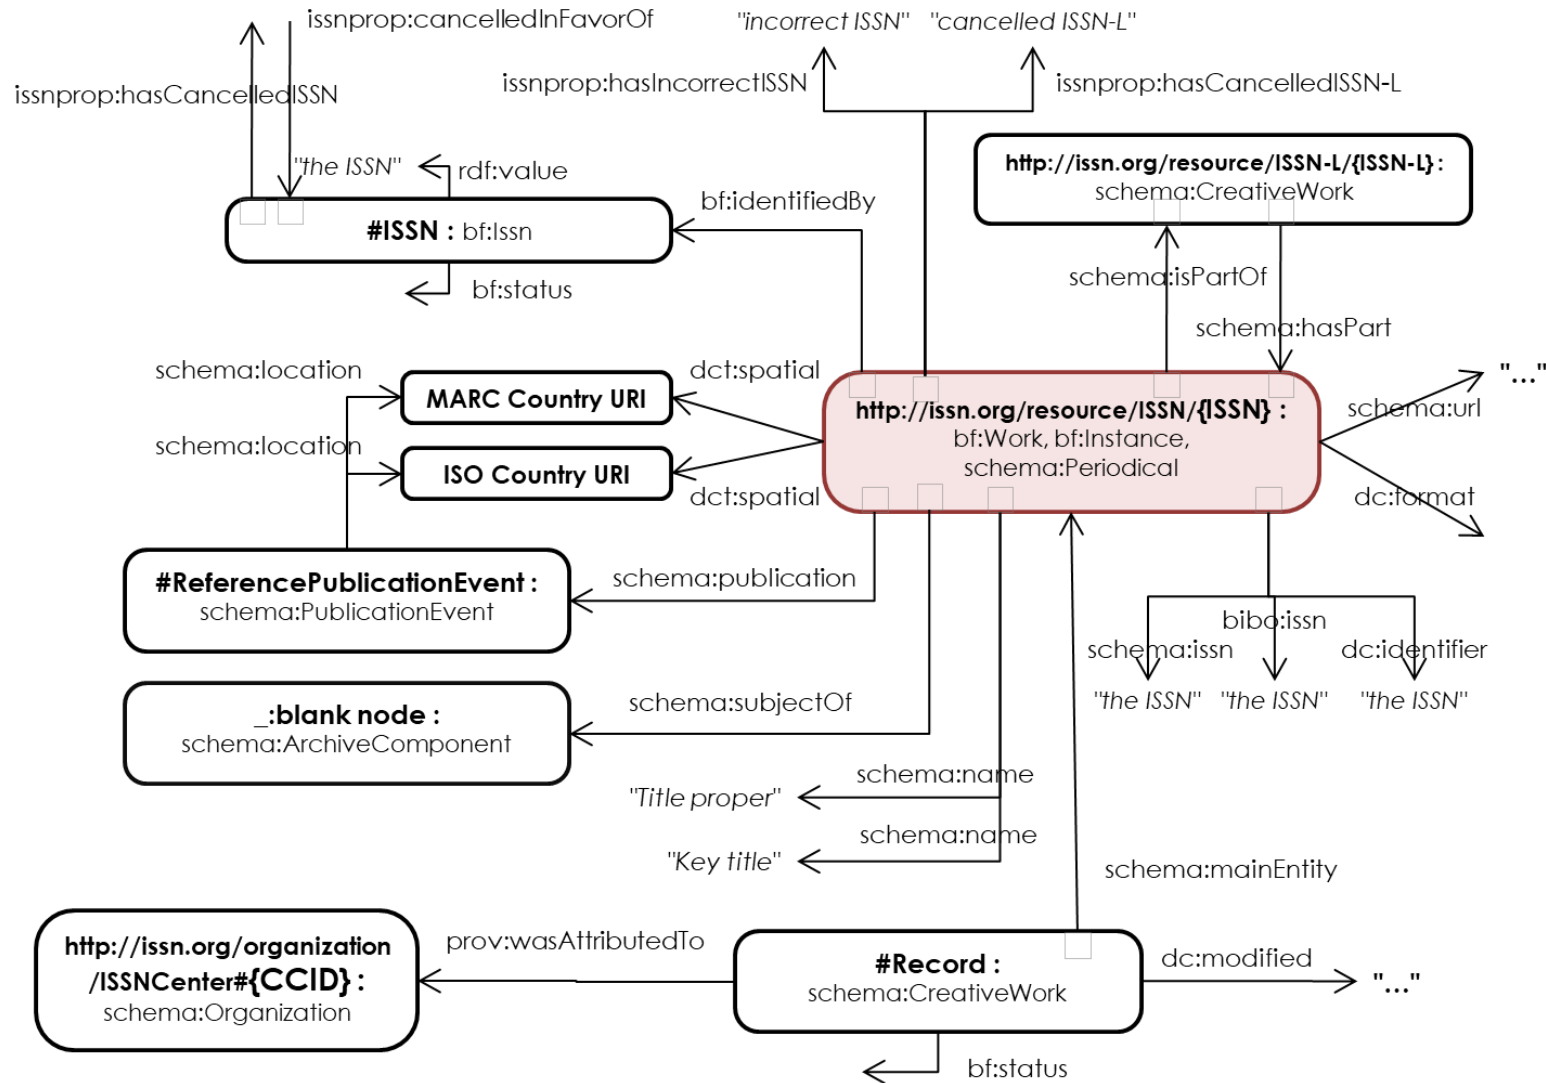 issnprop:cancelledInFavorOf
"incorrect ISSN"
"cancelled ISSN-L"
issnprop:hasCancelledISSN
issnprop:hasIncorrectISSN
issnprop:hasCancelledISSN-L
"the ISSN"
rdf:value
http://issn.org/resource/ISSN-L/{ISSN-L} :
schema:CreativeWork
bf:identifiedBy
#ISSN : bf:Issn
bf:status
schema:isPartOf
schema:hasPart
schema:location
dct:spatial
MARC Country URI
"..."
http://issn.org/resource/ISSN/{ISSN} :
bf:Work, bf:Instance,
schema:Periodical
schema:url
schema:location
ISO Country URI
dct:spatial
dc:format
#ReferencePublicationEvent :
schema:PublicationEvent
schema:publication
bibo:issn
schema:issn
dc:identifier
"the ISSN"
"the ISSN"
"the ISSN"
_:blank node :
schema:ArchiveComponent
schema:subjectOf
schema:name
"Title proper"
schema:name
"Key title"
schema:mainEntity
http://issn.org/organization
/ISSNCenter#{CCID} :
schema:Organization
prov:wasAttributedTo
#Record :
schema:CreativeWork
dc:modified
"..."
bf:status